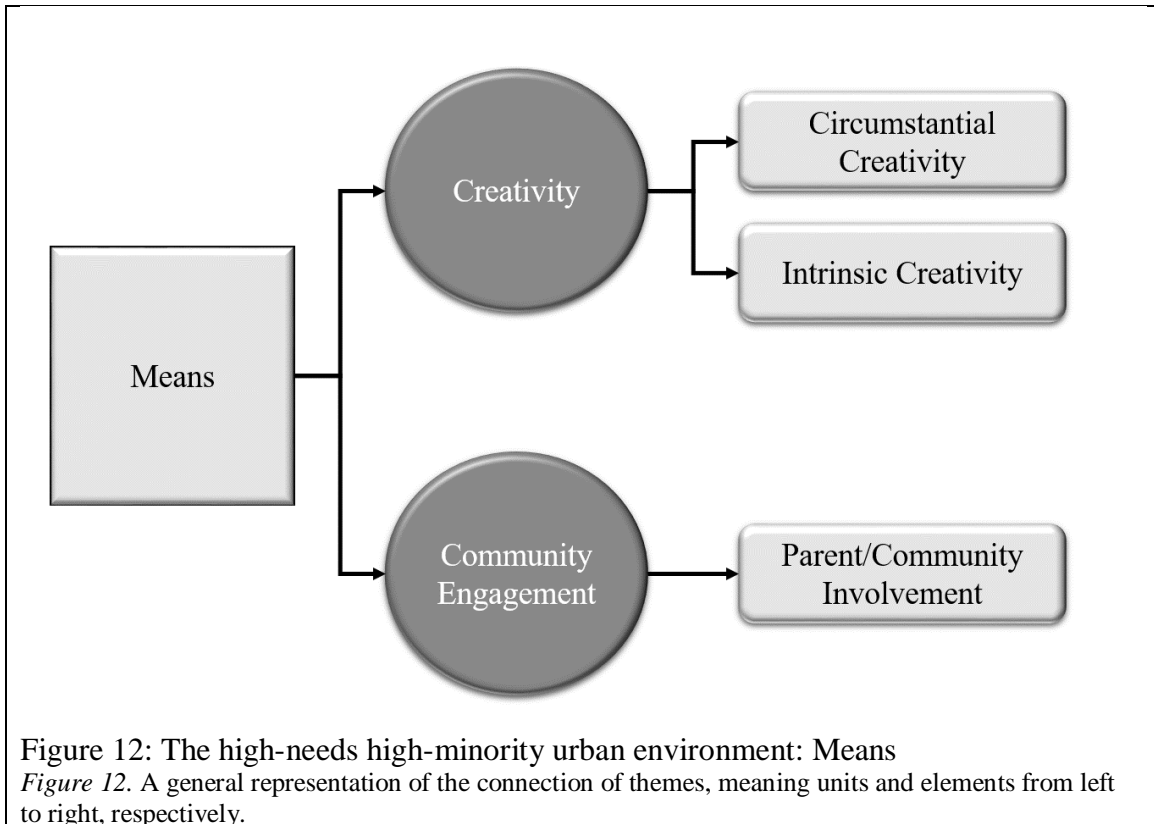 Circumstantial
Creativity
Creativity
Intrinsic Creativity
Means
Community
Engagement
Parent/Community
Involvement
Figure 12: The high-needs high-minority urban environment: Means
Figure 12. A general representation of the connection of themes, meaning units and elements from left
to right, respectively.